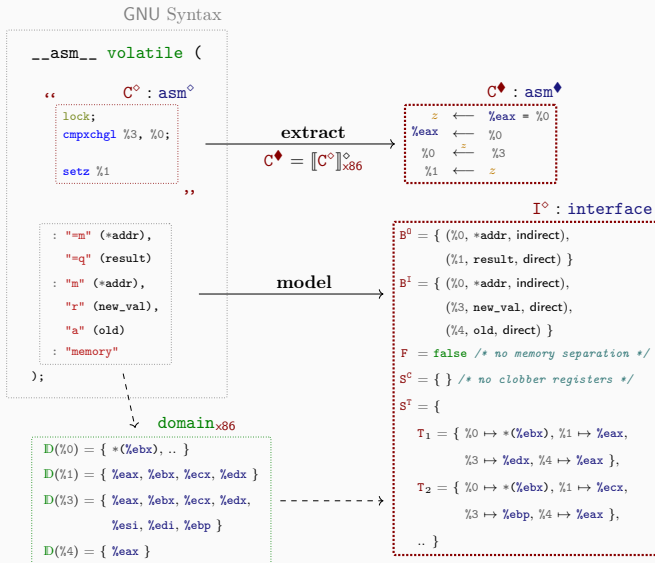 GNU Syntax
__asm__ volatile (
“
C◇ : asm◇
lock;
cmpxchgl %3, %0;
setz %1
”
: "=m" (*addr),
"=q" (result)
: "m" (*addr),
"r" (new_val),
"a" (old)
: "memory"
);
extract
C♦ = ⟦C◇⟧◇x86
C♦ : asm♦
z ⟵ %eax = %0
%eax ⟵ %0
%0 ⟵z %3
%1 ⟵ z
model
I◇ : interface
Bᴼ = { (%0, *addr, indirect),
(%1, result, direct) }
Bᴵ = { (%0, *addr, indirect),
(%3, new_val, direct),
(%4, old, direct) }
F = false /* no memory separation */
Sᶜ = { } /* no clobber registers */
Sᵀ = {
T₁ = { %0 ↦ *(%ebx), %1 ↦ %eax,
%3 ↦ %edx, %4 ↦ %eax },
T₂ = { %0 ↦ *(%ebx), %1 ↦ %ecx,
%3 ↦ %ebp, %4 ↦ %eax },
.. }
domainx86
𝔻(%0) = { *(%ebx), .. }
𝔻(%1) = { %eax, %ebx, %ecx, %edx }
𝔻(%3) = { %eax, %ebx, %ecx, %edx,
%esi, %edi, %ebp }
𝔻(%4) = { %eax }